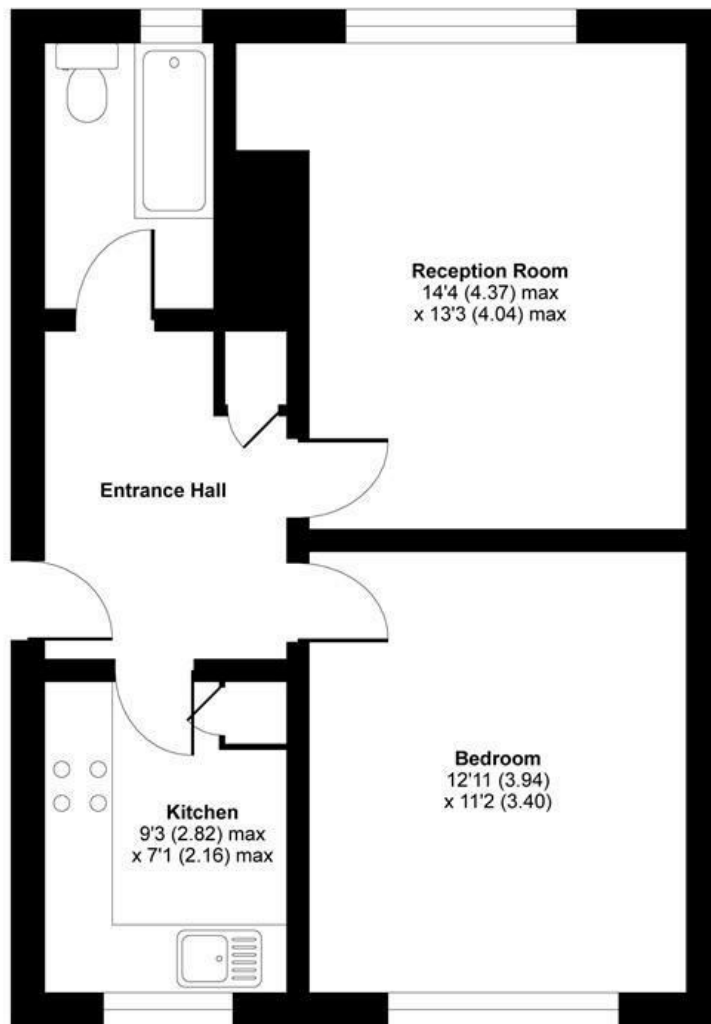 Reception Room
14'4 (4.37) max
x 13'3 (4.04) max
Entrance Hall
Bedroom
12'11 (3.94)
x 11'2 (3.40)
Kitchen
9'3 (2.82) max
x 7'1 (2.16) max